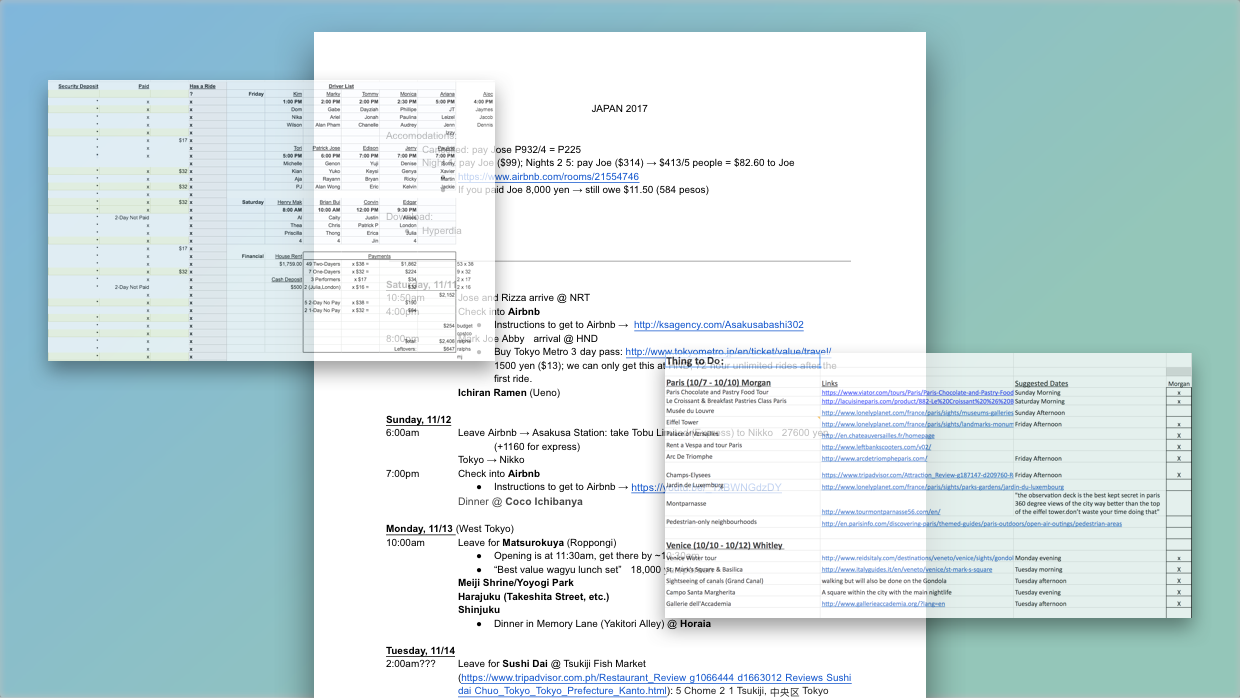 JAPAN 2017
Accomodations:
Candied: pay Jose P932/4 = P225
pay Joe ($99); Nights 2 5: pay Joe ($314) → $413/5 people = $82.60 to Joe
https://www.airbnb.com/rooms/21554746
If you paid Joe 8,000 yen → still owe $11.50 (584 pesos)
Download:
Hyperdia
Saturday, 11/11
10:50am Jose and Rizza arrive @ NRT
4:00pm Check into Airbnb
Instructions to get to Airbnb → http://ksagency.com/Asakusabashi302
8:00pm Joe Abby arrival @ HND
Buy Tokyo Metro 3 day pass: http://www.tokyometro.jp/en/ticket/value/travel/
1500 yen ($13); we can only get this at HND, 72 hour unlimited rides after the
first ride.
Ichiran Ramen (Ueno)
Sunday, 11/12
6:00am Leave Airbnb → Asakusa Station: take Tobu to Nikko 27600 yen
(+1160 for express)
Tokyo → Nikko
7:00pm Check into Airbnb
Instructions to get to Airbnb →
Dinner @ Coco Ichibanya
Monday, 11/13 (West Tokyo)
10:00am Leave for Matsurokuya (Roppongi)
Opening is at 11:30am, get there by
“Best value wagyu lunch set” 18,000
Meiji Shrine/Yoyogi Park
Harajuku (Takeshita Street, etc.)
Shinjuku
Dinner in Memory Lane (Yakitori Alley) @ Horaia
Tuesday, 11/14
2:00am??? Leave for Sushi Dai @ Tsukiji Fish Market
(https://www.tripadvisor.com.ph/Restaurant_Review g1066444 d1663012 Reviews Sushi
dai Chuo_Tokyo_Tokyo_Prefecture_Kanto.html): 5 Chome 2 1 Tsukiji, 中央区 Tokyo
Security Deposit Paid Has a Ride Driver List
? Kim Marky Tommy Monica Ariana Alec
Friday 1:00 PM 2:00 PM 2:00 PM 2:30 PM 5:00 PM 4:00 PM
Dom Gabe Dayziah Phillipe JT Jaymes
Nika Ariel Jonah Paulina Leizel Jacob
Wilson Alan Pham Chanelle Audrey Jenn Dennis
Izzy
$17 x
Tori Patrick Jose Edison Jerry Pauline
5:00 PM 6:00 PM 7:00 PM 7:00 PM 7:00 PM
Michelle Genon Yuji Denise
$32 x Kian Yuko Kaysi Genya Xavier
Aja Rayann Bryan Ricky Martin
$32 x PJ Alan Wong Eric Kelvin Jackie
$32 x Saturday Henry Mak Brian Bui Corvin Edgar
8:00 AM 10:00 AM 12:00 AM 9:30 PM
2-Day Not Paid x x Al Caity Justin
Thea Chris Patrick P London
Priscilla Thong Erica Julia
4 4 Jin 4
$17 x
Financial House Rent Payments
$1,759.00 49 Two-Dayers x $38 = $1,862 53 x 38
$32 x 7 One-Dayers x $32 = $224 9 x 32
Cash Deposit 3 Performers x $17 2 x 17
2-Day Not Paid x x $500 2 (Julia,London) x $16 = 2 x 16
$2,152
5 2-Day No Pay x $38 = $190
2 1-Day No Pay x $32 = $64
$254 budget
costco
Total: $2,406 ralphs
Leftovers: $647 ralphs
mj
Thing to Do:
Paris (10/7 - 10/10) Morgan Links Suggested Dates Morgan
Paris Chocolate and Pastry Food Tour https://www.viator.com/tours/Paris/Paris-Chocolate-and-Pastry-Food Sunday Morning x
Le Croissant & Breakfast Pastries Class Paris http://lacuisineparis.com/product/882-Le%20Croissant%20%26%20B Saturday Morning x
Musée du Louvre http://www.lonelyplanet.com/france/paris/sights/museums-galleries Sunday Afternoon X
Eiffel Tower http://www.lonelyplanet.com/france/paris/sights/landmarks-monum Friday Afternoon X
Palace of Versailles http://en.chateauversailles.fr/homepage X
Rent a Vespa and tour Paris http://www.leftbankscooters.com/v02/ X
Arc De Triomphe http://www.arcdetriompheparis.com/ Friday Afternoon X
Champs-Elysees https://www.tripadvisor.com/Attraction_Review-g187147-d209760-R Friday Afternoon X
Jardin de Luxembourg http://www.lonelyplanet.com/france/paris/sights/parks-gardens/jardin-du-luxembourg
Montparnasse http://www.tourmontparnasse56.com/en/ "the observation deck is the best kept secret in paris
360 degree views of the city way better than the top
of the eiffel tower.don't waste your time doing that"
Pedestrian-only neighbourhoods http://en.parisinfo.com/discovering-paris/themed-guides/paris-outdoors/open-air-outings/pedestrian-areas
Venice (10/10 - 10/12) Whitley
Venice Water tour http://www.reidsitaly.com/destinations/veneto/venice/sights/gondol Monday evening x
St. Mark's Square & Basilica http://www.italyguides.it/en/veneto/venice/st-mark-s-square Tuesday morning X
Sightseeing of canals (Grand Canal) walking but will also be done on the Gondola Tuesday afternoon X
Campo Santa Margherita A square within the city with the main nightlife Tuesday evening X
Gallerie dell'Accademia http://www.gallerieaccademia.org/?lang=en Tuesday afternoon X